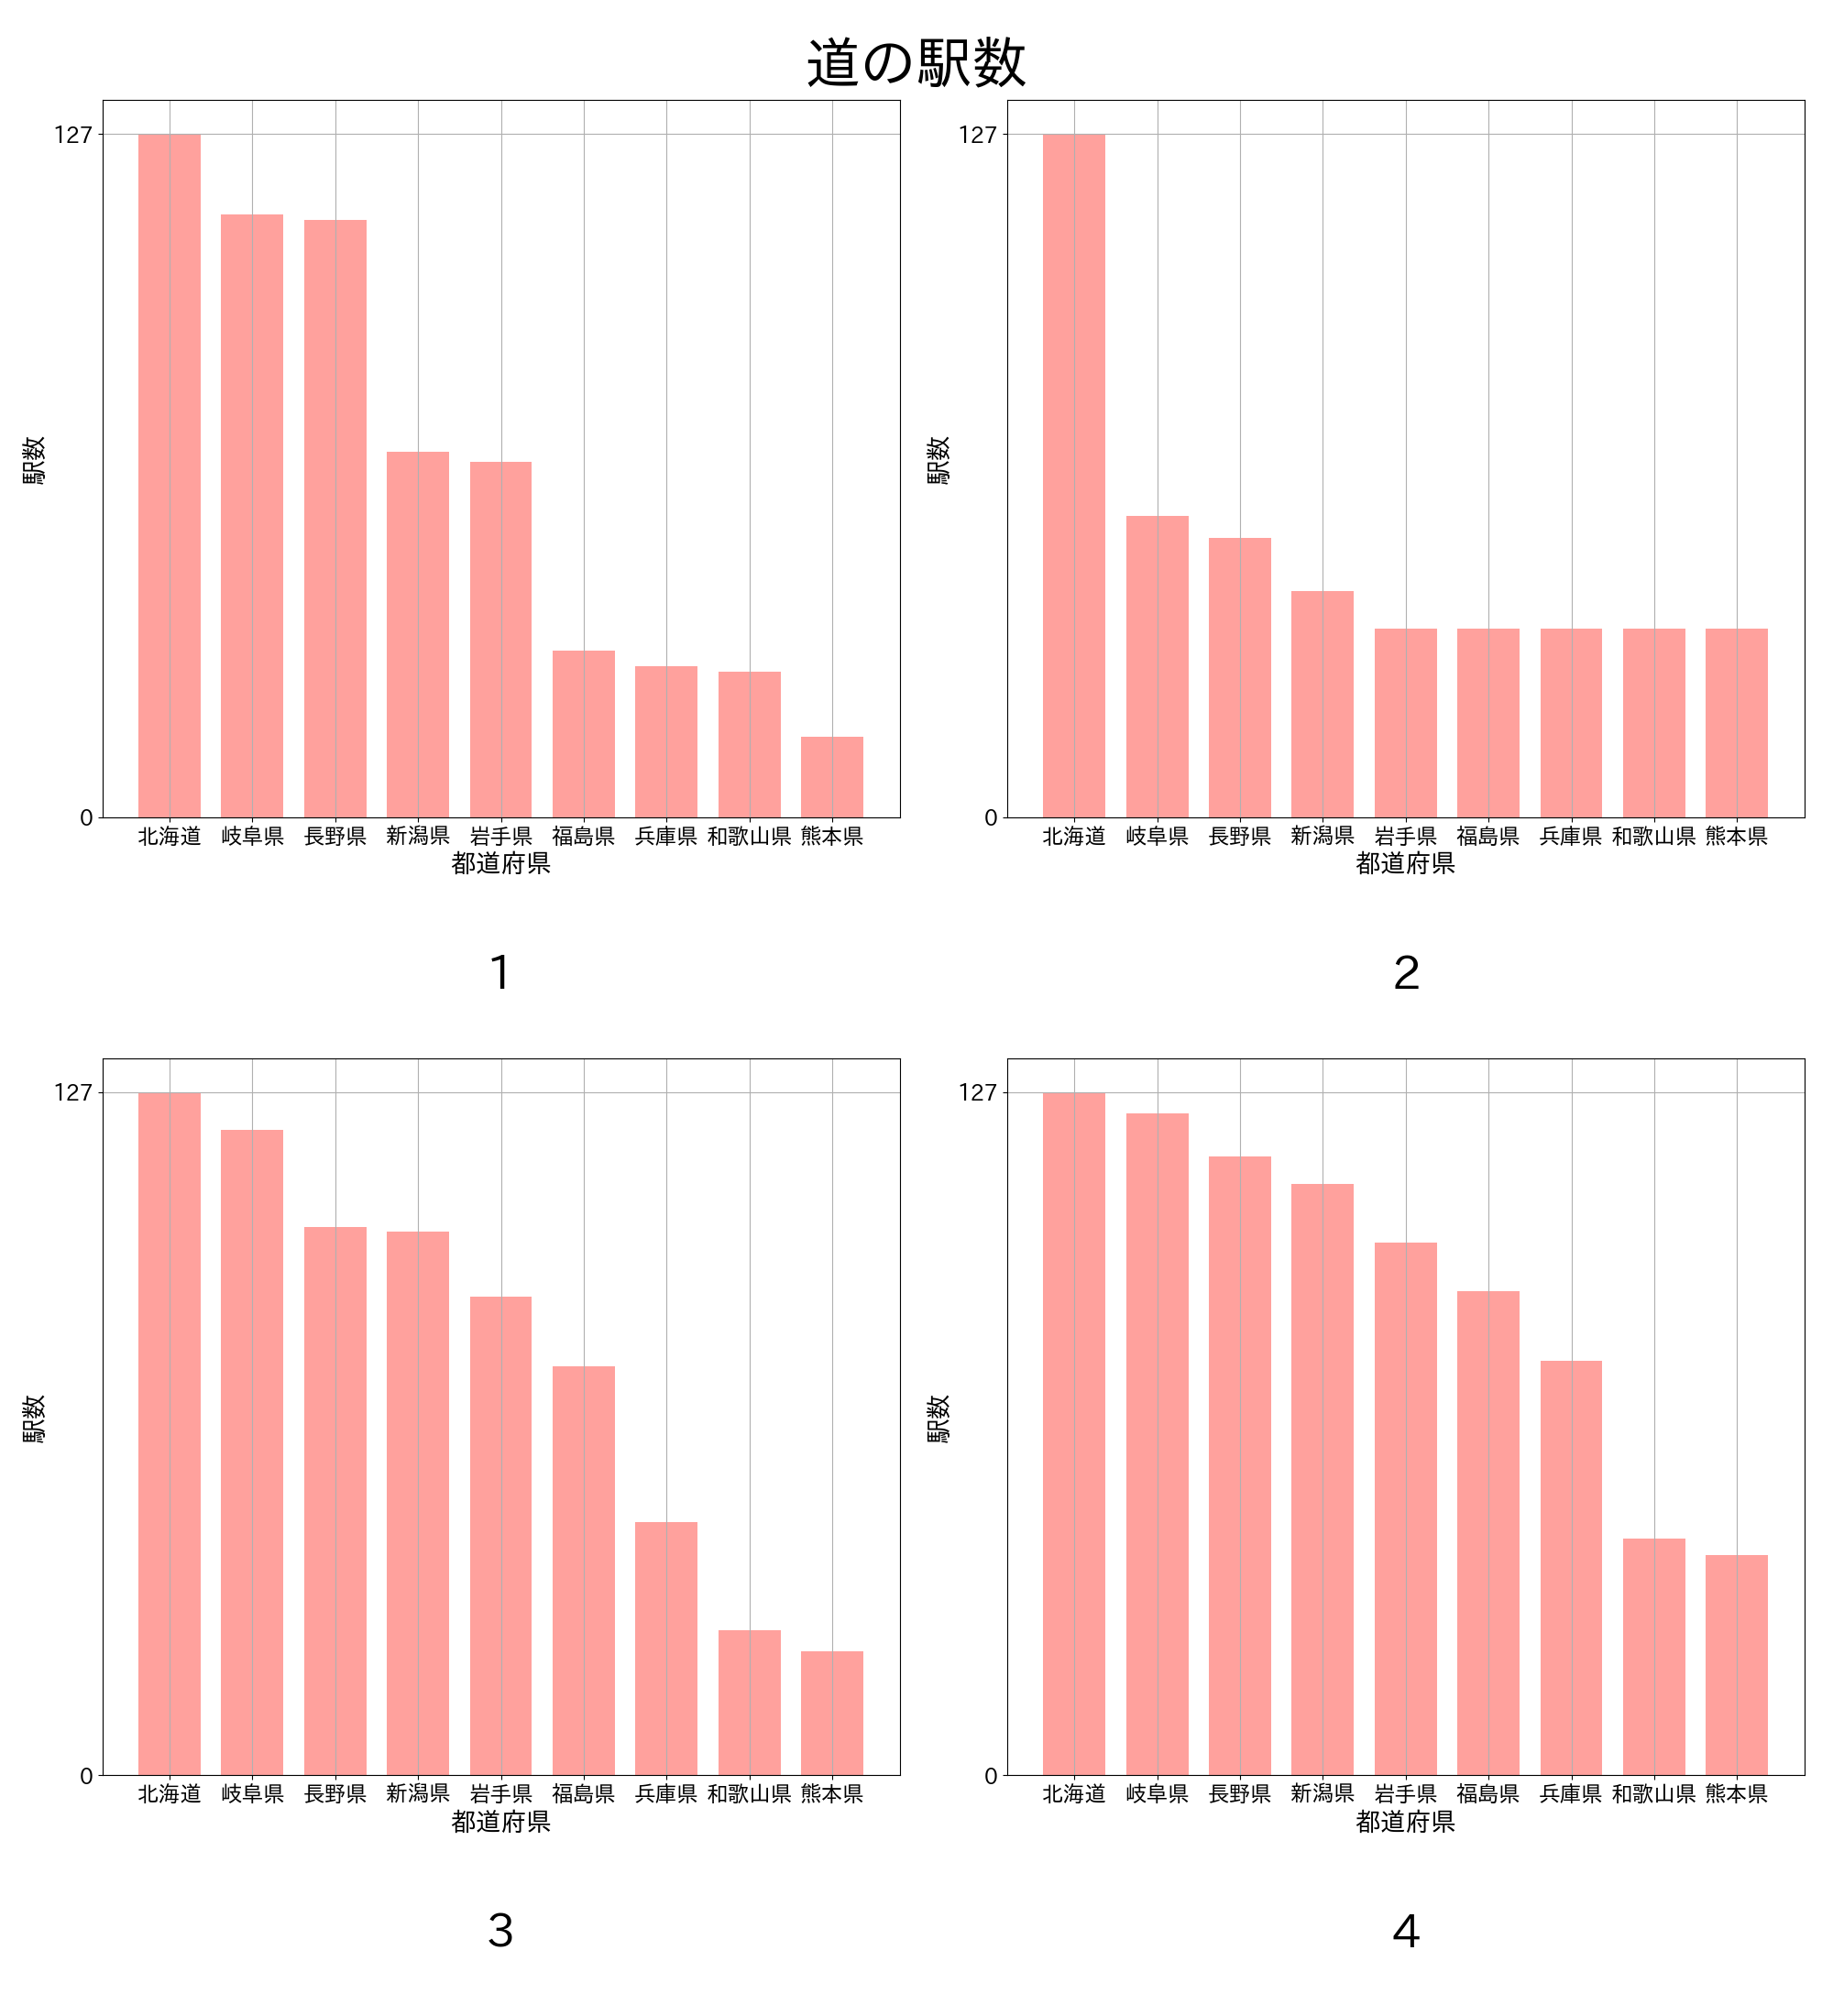 道の駅数
127
0
駅数
北海道 岐阜県 長野県 新潟県 岩手県 福島県 兵庫県 和歌山県 熊本県
都道府県
1
127
0
駅数
北海道 岐阜県 長野県 新潟県 岩手県 福島県 兵庫県 和歌山県 熊本県
都道府県
2
127
0
駅数
北海道 岐阜県 長野県 新潟県 岩手県 福島県 兵庫県 和歌山県 熊本県
都道府県
3
127
0
駅数
北海道 岐阜県 長野県 新潟県 岩手県 福島県 兵庫県 和歌山県 熊本県
都道府県
4